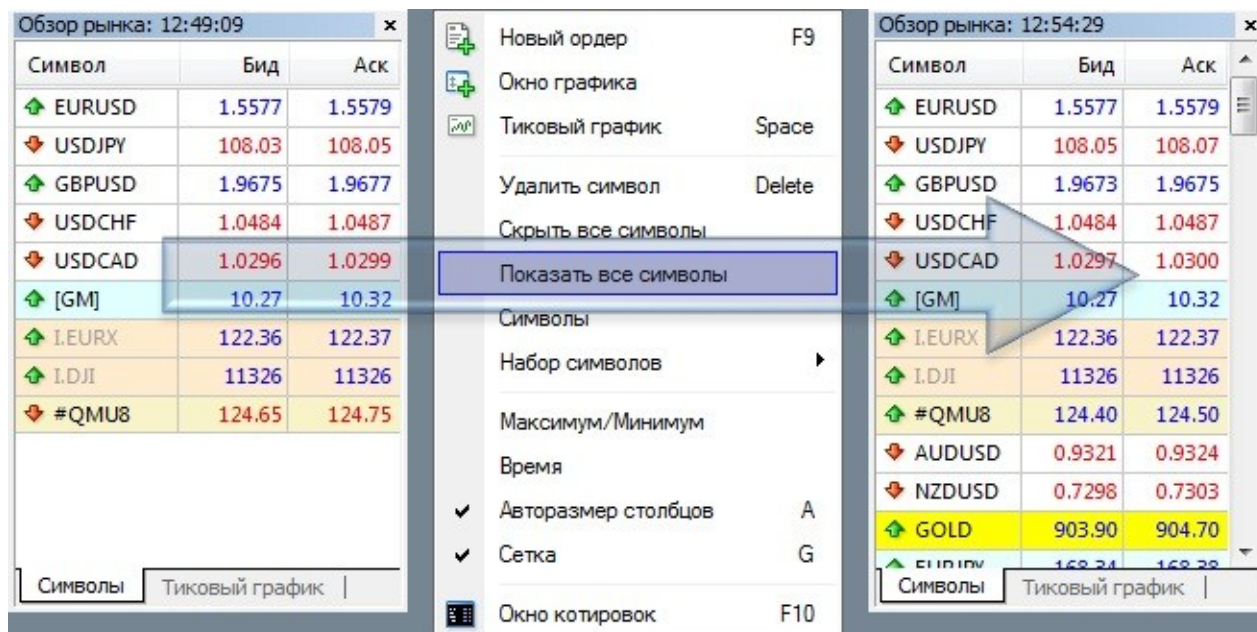 Обзор рынка: 12:49:09
Символ Бид Аск
EURUSD 1.5577 1.5579
USDJPY 108.03 108.05
GBPUSD 1.9675 1.9677
USDCHF 1.0484 1.0487
USDCAD 1.0296 1.0299
[GM] 10.27 10.32
I.EURX 122.36 122.37
I.DJI 11326 11326
#QMU8 124.65 124.75
Символы Тиковый график
Новый ордер F9
Окно графика
Тиковый график Space
Удалить символ Delete
Скрыть все символы
Показать все символы
Символы
Набор символов
Максимум/Минимум
Время
Авторазмер столбцов A
Сетка G
Окно котировок F10
Обзор рынка: 12:54:29
Символ Бид Аск
EURUSD 1.5577 1.5579
USDJPY 108.05 108.07
GBPUSD 1.9673 1.9675
USDCHF 1.0484 1.0487
USDCAD 1.0297 1.0300
[GM] 10.27 10.32
I.EURX 122.36 122.37
I.DJI 11326 11326
#QMU8 124.40 124.50
AUDUSD 0.9321 0.9324
NZDUSD 0.7298 0.7303
GOLD 903.90 904.70
EURJPY 168.34 168.38
Символы Тиковый график